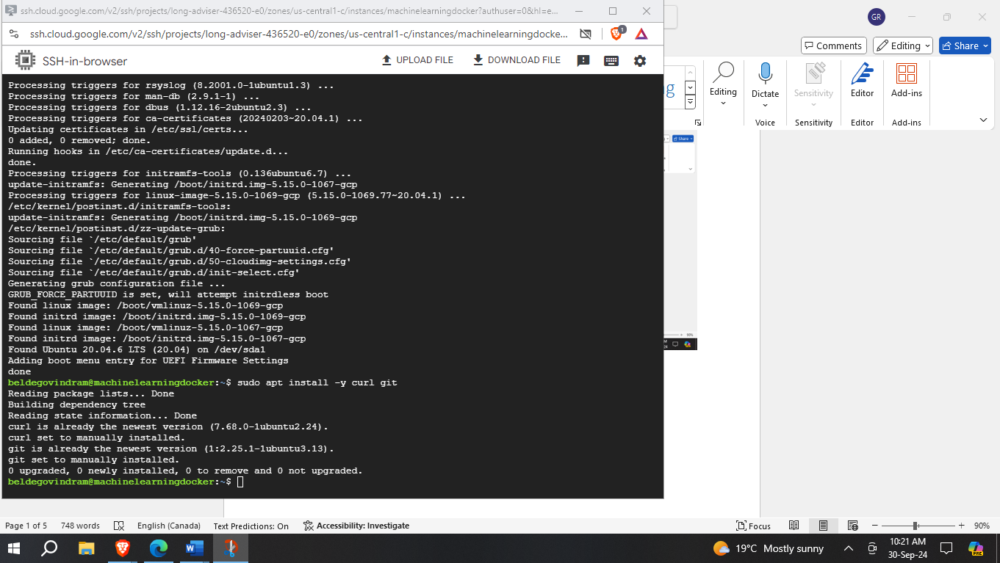 ssh.cloud.google.com/v2/ssh/projects/long-adviser-436520-e0/zones/us-central1-c/instances/machinelearningdocker?authuser=0&hl=e...
GR
ssh.cloud.google.com/v2/ssh/projects/long-adviser-436520-e0/zones/us-central1-c/instances/machinelearningdocke...
1
Comments
Editing
Share
SSH-in-browser
UPLOAD FILE
DOWNLOAD FILE
Editing
Dictate
Sensitivity
Editor
Add-ins
Voice
Sensitivity
Editor
Add-ins
Share
Processing triggers for rsyslog (8.2001.0-1ubuntu1.3) ...
Processing triggers for man-db (2.9.1-1) ...
Processing triggers for dbus (1.12.16-2ubuntu2.3) ...
Processing triggers for ca-certificates (20240203~20.04.1) ...
Updating certificates in /etc/ssl/certs...
0 added, 0 removed; done.
Running hooks in /etc/ca-certificates/update.d...
done.
Processing triggers for initramfs-tools (0.136ubuntu6.7) ...
update-initramfs: Generating /boot/initrd.img-5.15.0-1067-gcp
Processing triggers for linux-image-5.15.0-1069-gcp (5.15.0-1069.77~20.04.1) ...
/etc/kernel/postinst.d/initramfs-tools:
update-initramfs: Generating /boot/initrd.img-5.15.0-1069-gcp
/etc/kernel/postinst.d/zz-update-grub:
Sourcing file `/etc/default/grub'
Sourcing file `/etc/default/grub.d/40-force-partuuid.cfg'
Sourcing file `/etc/default/grub.d/50-cloudimg-settings.cfg'
Sourcing file `/etc/default/grub.d/init-select.cfg'
Generating grub configuration file ...
GRUB_FORCE_PARTUUID is set, will attempt initrdless boot
Found linux image: /boot/vmlinuz-5.15.0-1069-gcp
Found initrd image: /boot/initrd.img-5.15.0-1069-gcp
Found linux image: /boot/vmlinuz-5.15.0-1067-gcp
Found initrd image: /boot/initrd.img-5.15.0-1067-gcp
Found Ubuntu 20.04.6 LTS (20.04) on /dev/sda1
Adding boot menu entry for UEFI Firmware Settings
done
beldegovindram@machinelearningdocker:~$ sudo apt install -y curl git
Reading package lists... Done
Building dependency tree
Reading state information... Done
curl is already the newest version (7.68.0-1ubuntu2.24).
curl set to manually installed.
git is already the newest version (1:2.25.1-1ubuntu3.13).
git set to manually installed.
0 upgraded, 0 newly installed, 0 to remove and 0 not upgraded.
beldegovindram@machinelearningdocker:~$
90%
Page 1 of 5
748 words
English (Canada)
Text Predictions: On
Accessibility: Investigate
Focus
90%
19°C Mostly sunny
10:21 AM
30-Sep-24
PRE